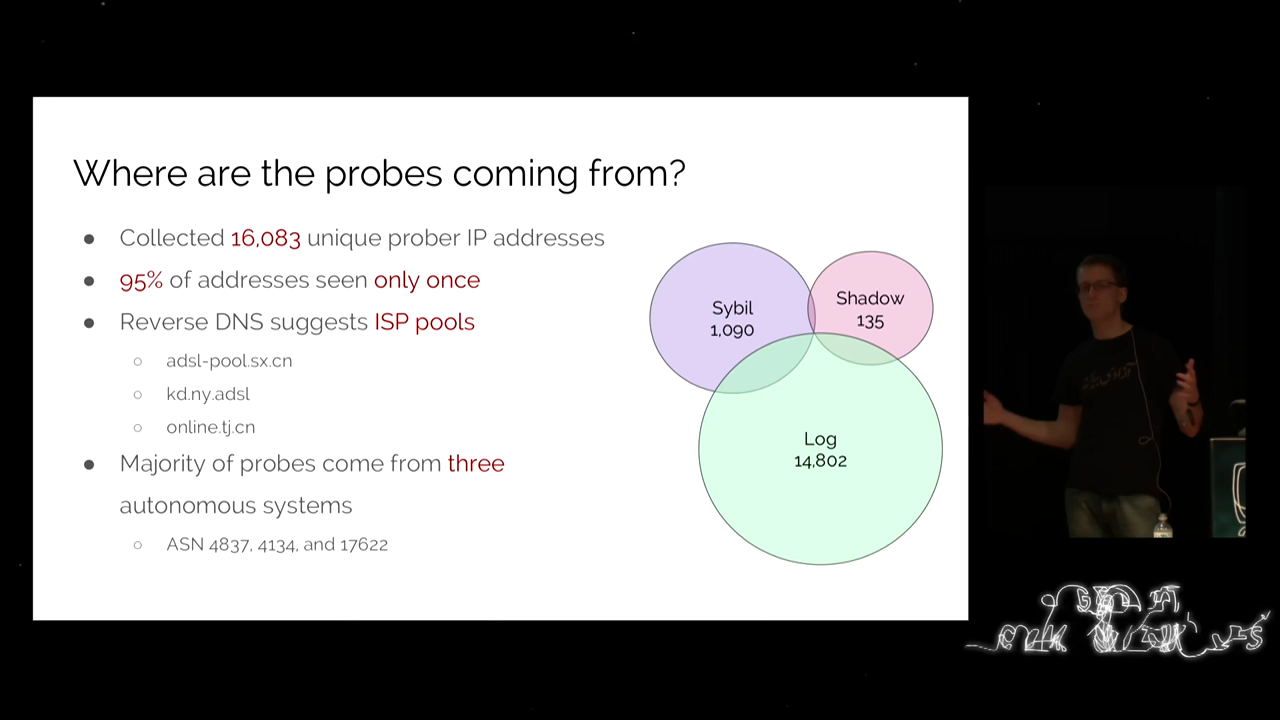 Where are the probes coming from?
● Collected 16,083 unique prober IP addresses
● 95% of addresses seen only once
● Reverse DNS suggests ISP pools
○ adsl-pool.sx.cn
○ kd.ny.adsl
○ online.tj.cn
● Majority of probes come from three
autonomous systems
○ ASN 4837, 4134, and 17622
Sybil
1,090
Shadow
135
Log
14,802